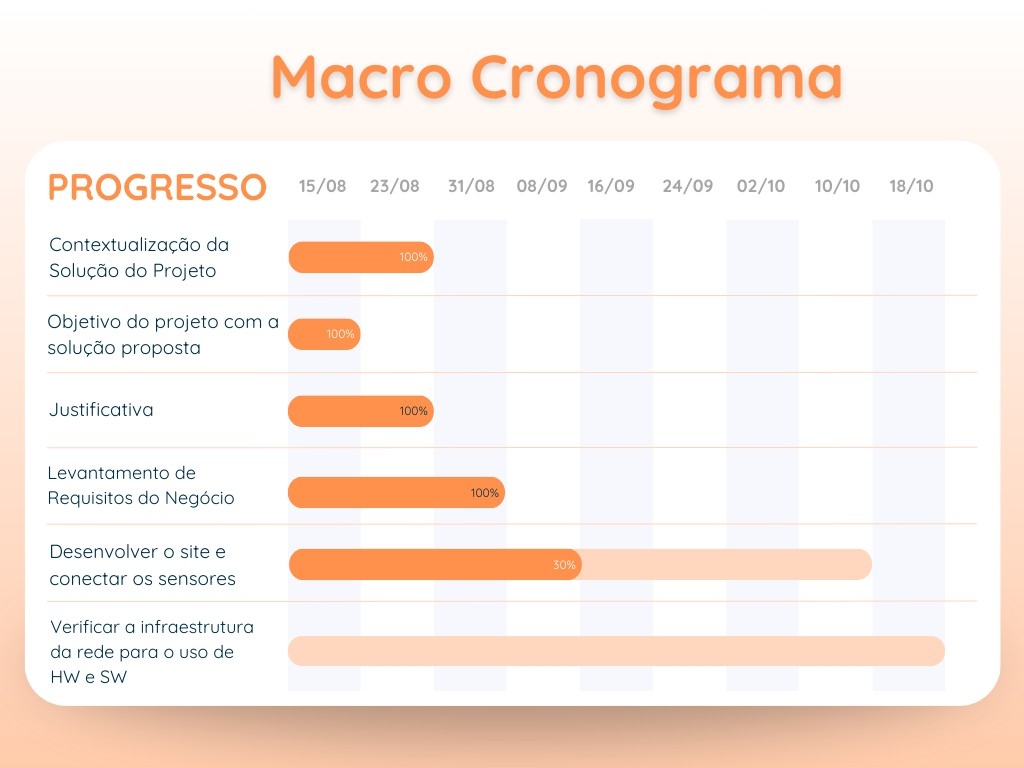 Macro Cronograma
PROGRESSO 15/08 23/08 31/08 08/09 16/09 24/09 02/10 10/10 18/10
Contextualização da
Solução do Projeto
100%
Objetivo do projeto com a
solução proposta
100%
Justificativa
100%
Levantamento de
Requisitos do Negócio
100%
Desenvolver o site e
conectar os sensores
30%
Verificar a infraestrutura
da rede para o uso de
HW e SW